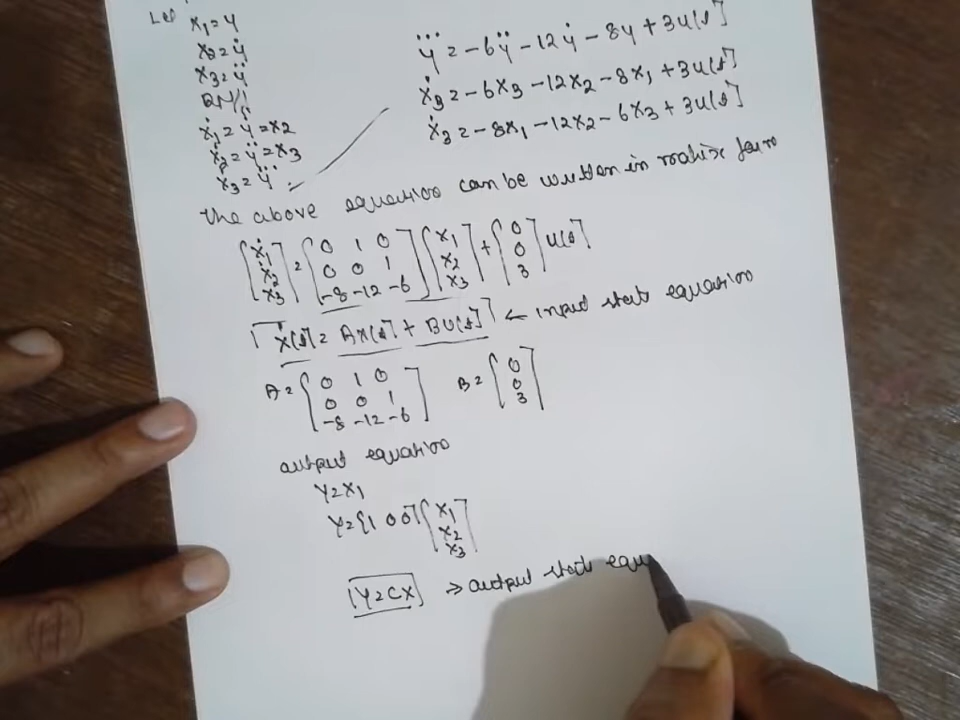 Let
x₁ = y
x₂ = ẏ
x₃ = ÿ
ẋ₁ = ẏ = x₂
ẋ₂ = ÿ = x₃
ẋ₃ = y⃛
y⃛ = -6ÿ - 12ẏ - 8y + 3u(t)
ẋ₃ = -6x₃ - 12x₂ - 8x₁ + 3u(t)
ẋ₃ = -8x₁ - 12x₂ - 6x₃ + 3u(t)
the above equation can be written in matrix form
[ẋ₁ = [0 1 0 [x₁ + [0
ẋ₂ 0 0 1 x₂ 0 u(t)
ẋ₃] -8 -12 -6] x₃] 3]
Ẋ(t) = AX(t) + BU(t) ← input state equation
A = [0 1 0 B = [0
0 0 1 0
-8 -12 -6] 3]
output equation
Y = X₁
Y = [1 0 0] [x₁
x₂
x₃]
Y = CX → output state equ